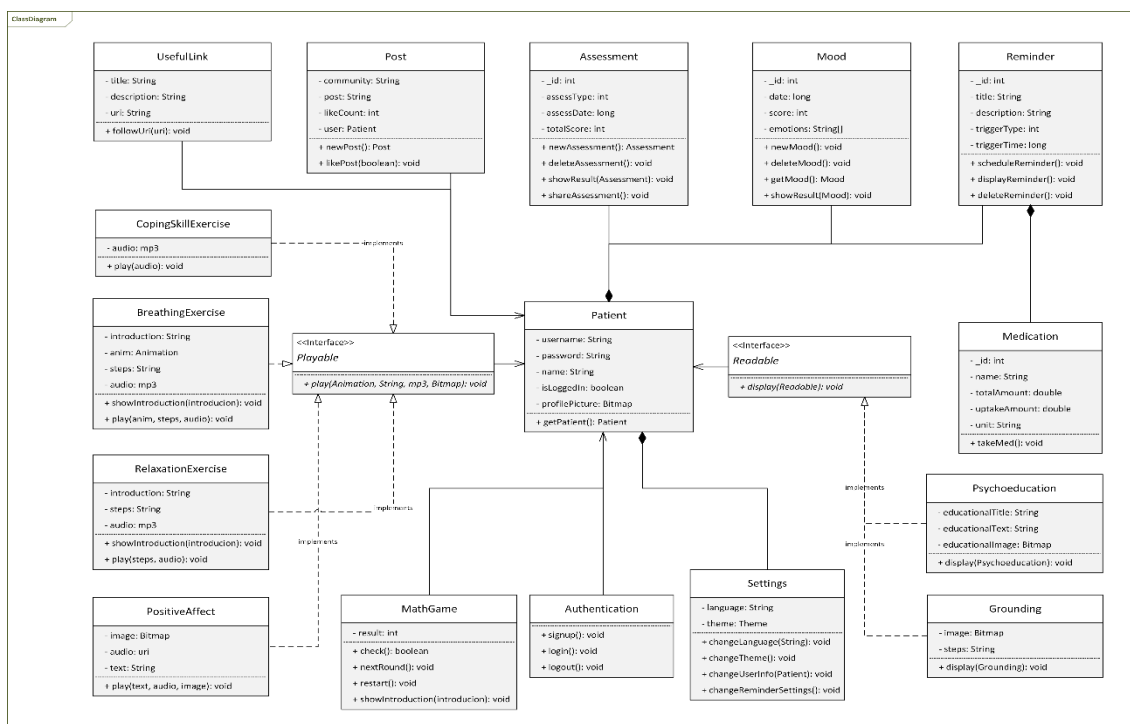 ClassDiagram
UsefulLink
- title: String
- description: String
- uri: String
+ followUri(uri): void
Post
- community: String
- post: String
- likeCount: int
- user: Patient
+ newPost(): Post
+ likePost(boolean): void
Assessment
- _id: int
- assessType: int
- assessDate: long
- totalScore: int
+ newAssessment(): Assessment
+ deleteAssessment(): void
+ showResult(Assessment): void
+ shareAssessment(): void
Mood
- _id: int
- date: long
- score: int
- emotions: String[]
+ newMood(): void
+ deleteMood(): void
+ getMood(): Mood
+ showResult(Mood): void
Reminder
- _id: int
- title: String
- description: String
- triggerType: int
- triggerTime: long
+ scheduleReminder(): void
+ displayReminder(): void
+ deleteReminder(): void
CopingSkillExercise
- audio: mp3
+ play(audio): void
implements
BreathingExercise
- introduction: String
- anim: Animation
- steps: String
- audio: mp3
+ showIntroduction(introducion): void
+ play(anim, steps, audio): void
<<Interface>>
Playable
+ play(Animation, String, mp3, Bitmap): void
Patient
- username: String
- password: String
- name: String
- isLoggedIn: boolean
- profilePicture: Bitmap
+ getPatient(): Patient
<<Interface>>
Readable
+ display(Readable): void
Medication
- _id: int
- name: String
- totalAmount: double
- uptakeAmount: double
- unit: String
+ takeMed(): void
RelaxationExercise
- introduction: String
- steps: String
- audio: mp3
+ showIntroduction(introducion): void
+ play(steps, audio): void
implements
implements
implements
implements
Psychoeducation
- educationalTitle: String
- educationalText: String
- educationalImage: Bitmap
+ display(Psychoeducation): void
PositiveAffect
- image: Bitmap
- audio: uri
- text: String
+ play(text, audio, image): void
MathGame
- result: int
+ check(): boolean
+ nextRound(): void
+ restart(): void
+ showIntroduction(introducion): void
Authentication
+ signup(): void
+ login(): void
+ logout(): void
Settings
- language: String
- theme: Theme
+ changeLanguage(String): void
+ changeTheme(): void
+ changeUserInfo(Patient): void
+ changeReminderSettings(): void
Grounding
- image: Bitmap
- steps: String
+ display(Grounding): void